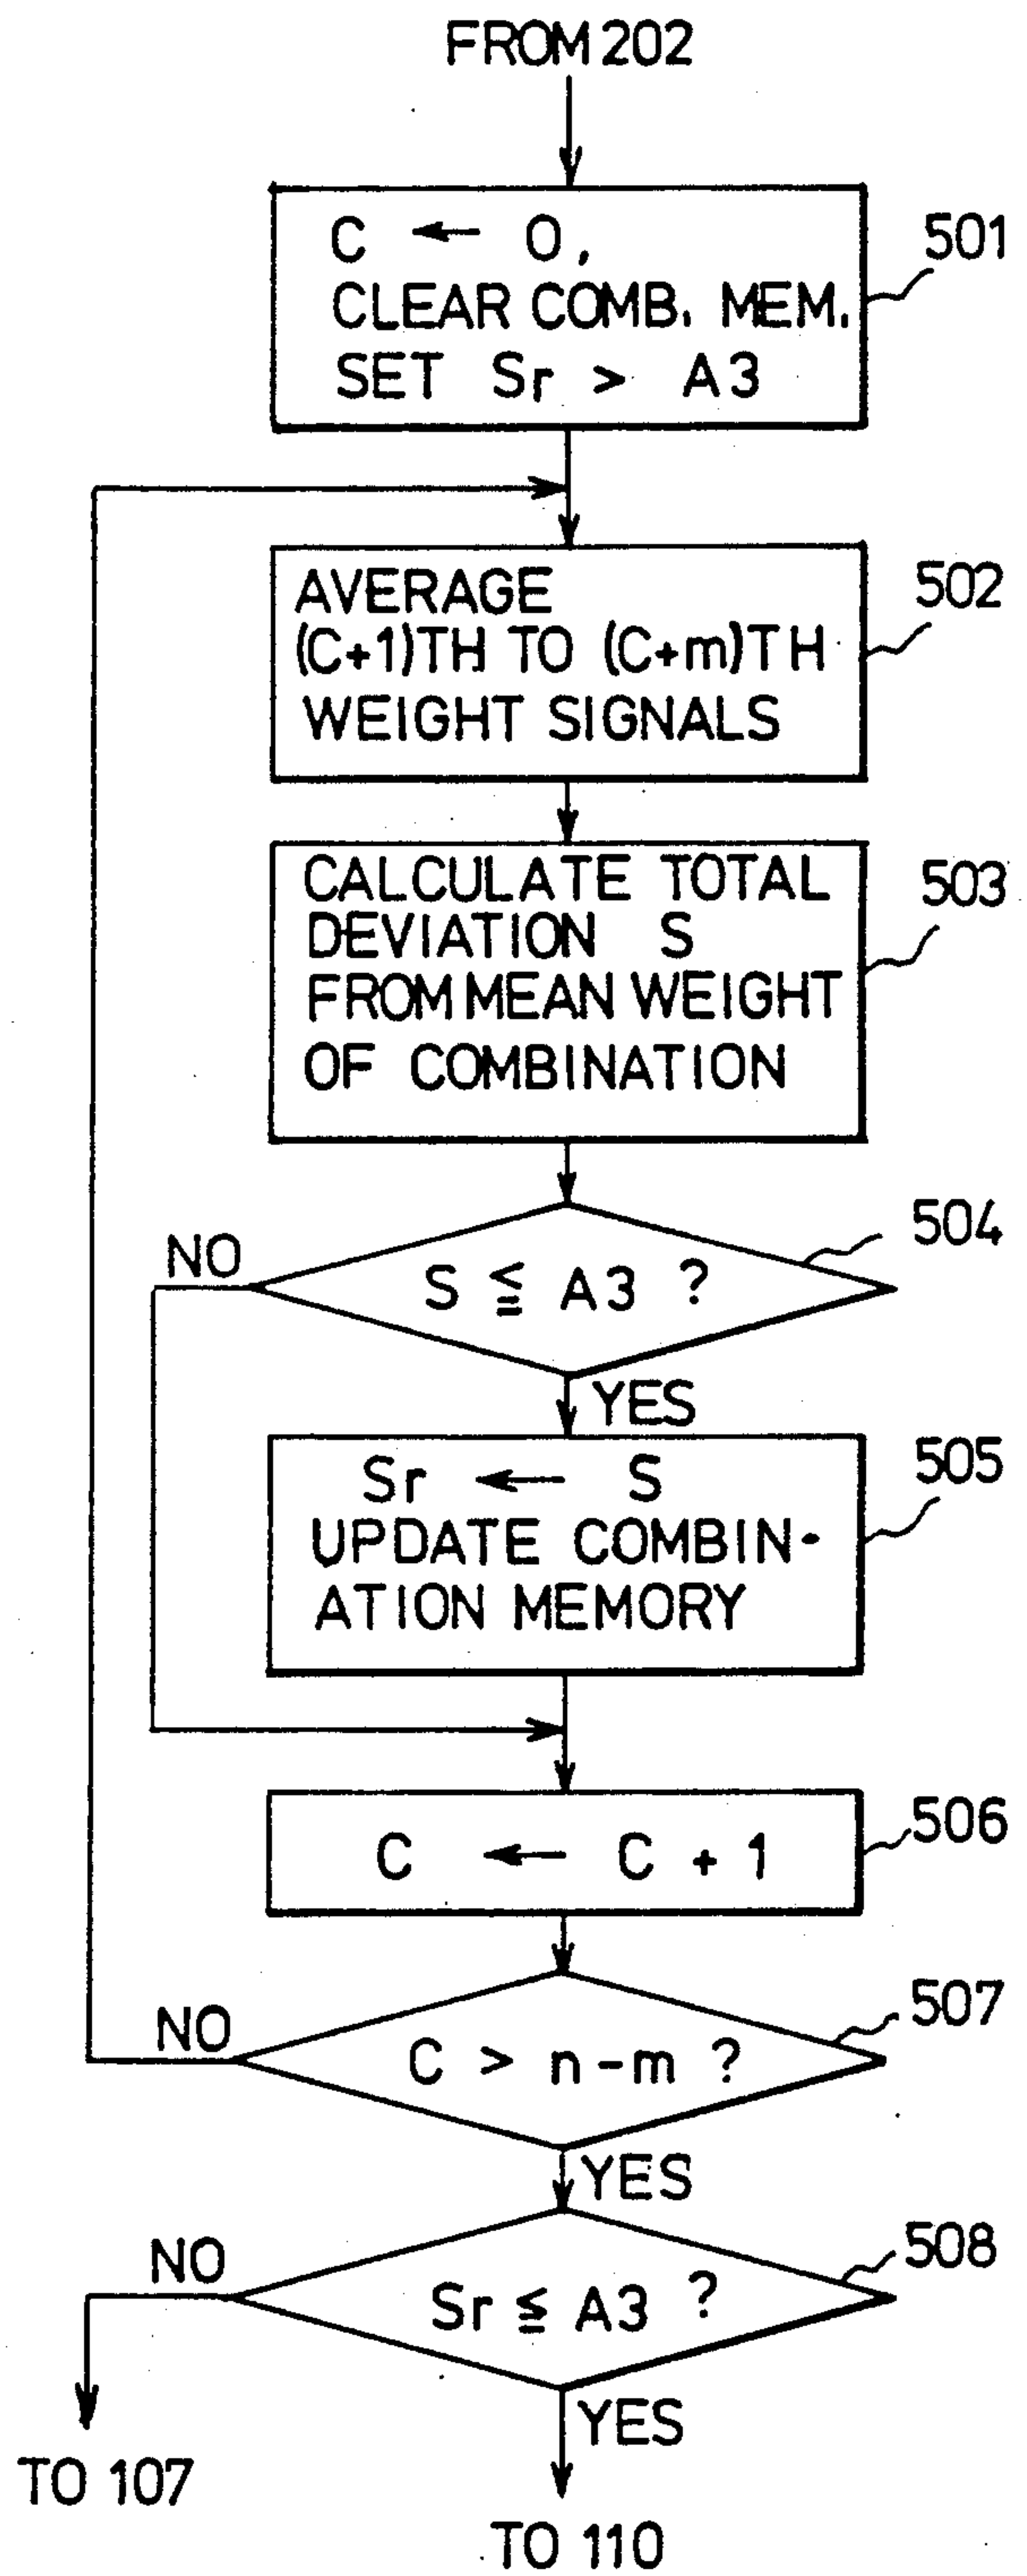 FROM 202
C ← 0,
CLEAR COMB. MEM.
SET Sr > A3
501
AVERAGE
(C+1)TH TO (C+m)TH
WEIGHT SIGNALS
502
CALCULATE TOTAL
DEVIATION S
FROM MEAN WEIGHT
OF COMBINATION
503
504
NO
S ≦ A3 ?
YES
Sr ← S
UPDATE COMBIN-
ATION MEMORY
505
C ← C + 1
506
507
NO
C > n-m ?
YES
508
NO
Sr ≦ A3 ?
YES
TO 107
TO 110